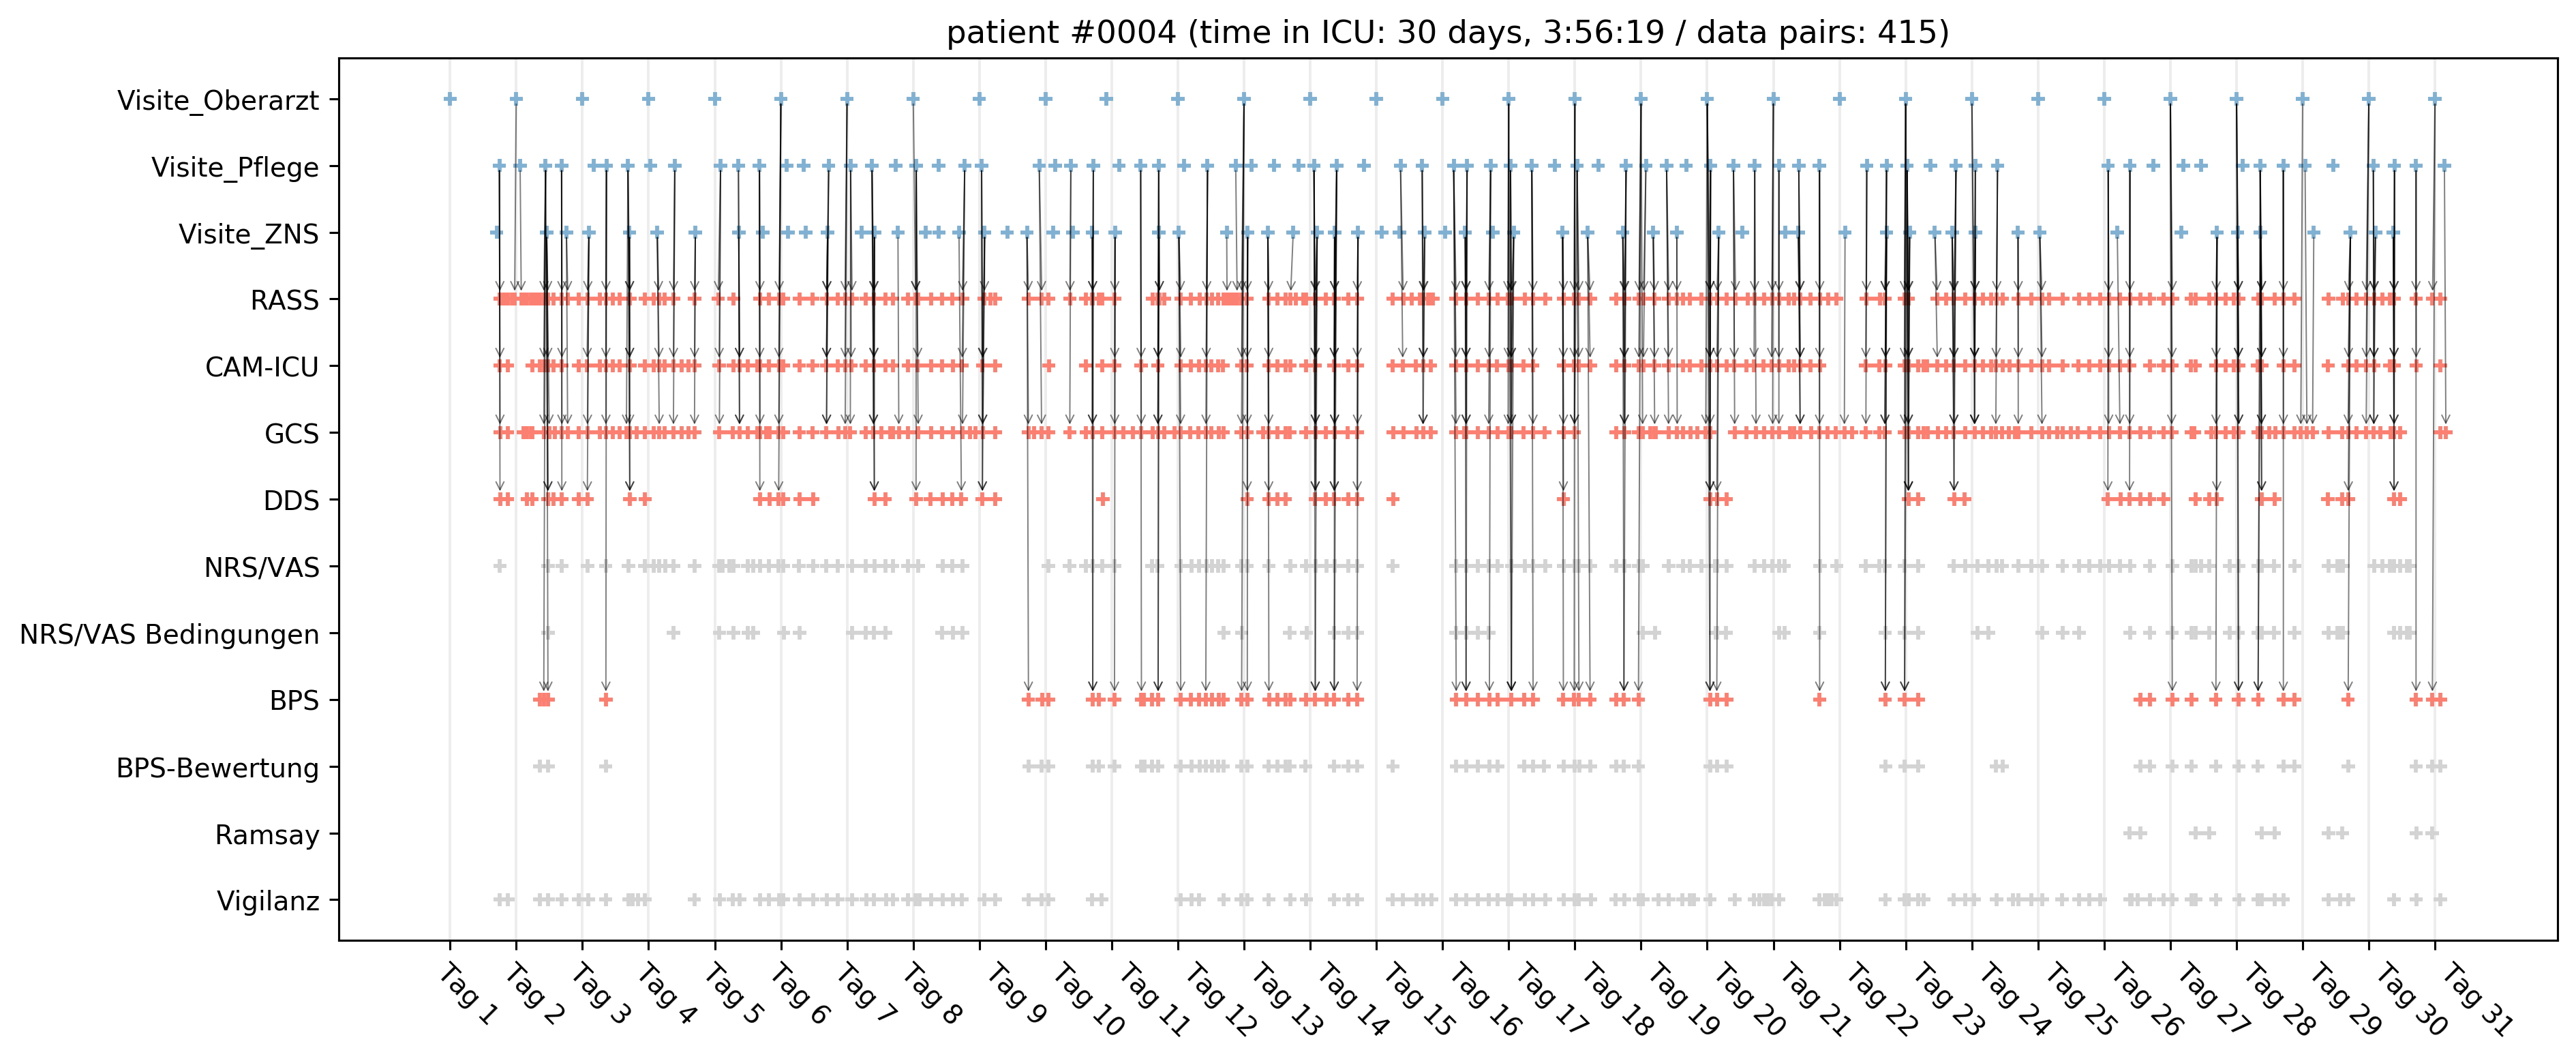 patient #0004 (time in ICU: 30 days, 3:56:19 / data pairs: 415)
Visite_Oberarzt
Visite_Pflege
Visite_ZNS
RASS
CAM-ICU
GCS
DDS
NRS/VAS
NRS/VAS Bedingungen
BPS
BPS-Bewertung
Ramsay
Vigilanz
Tag 1
Tag 2
Tag 3
Tag 4
Tag 5
Tag 6
Tag 7
Tag 8
Tag 9
Tag 10
Tag 11
Tag 12
Tag 13
Tag 14
Tag 15
Tag 16
Tag 17
Tag 18
Tag 19
Tag 20
Tag 21
Tag 22
Tag 23
Tag 24
Tag 25
Tag 26
Tag 27
Tag 28
Tag 29
Tag 30
Tag 31